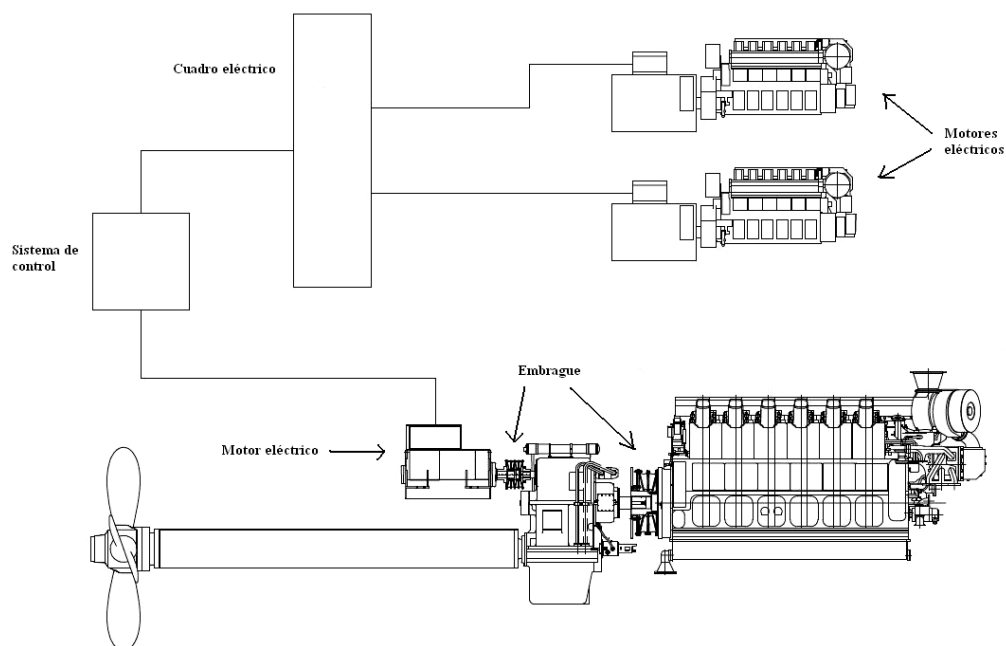 Cuadro eléctrico
Motores
eléctricos
Sistema de
control
Embrague
Motor eléctrico